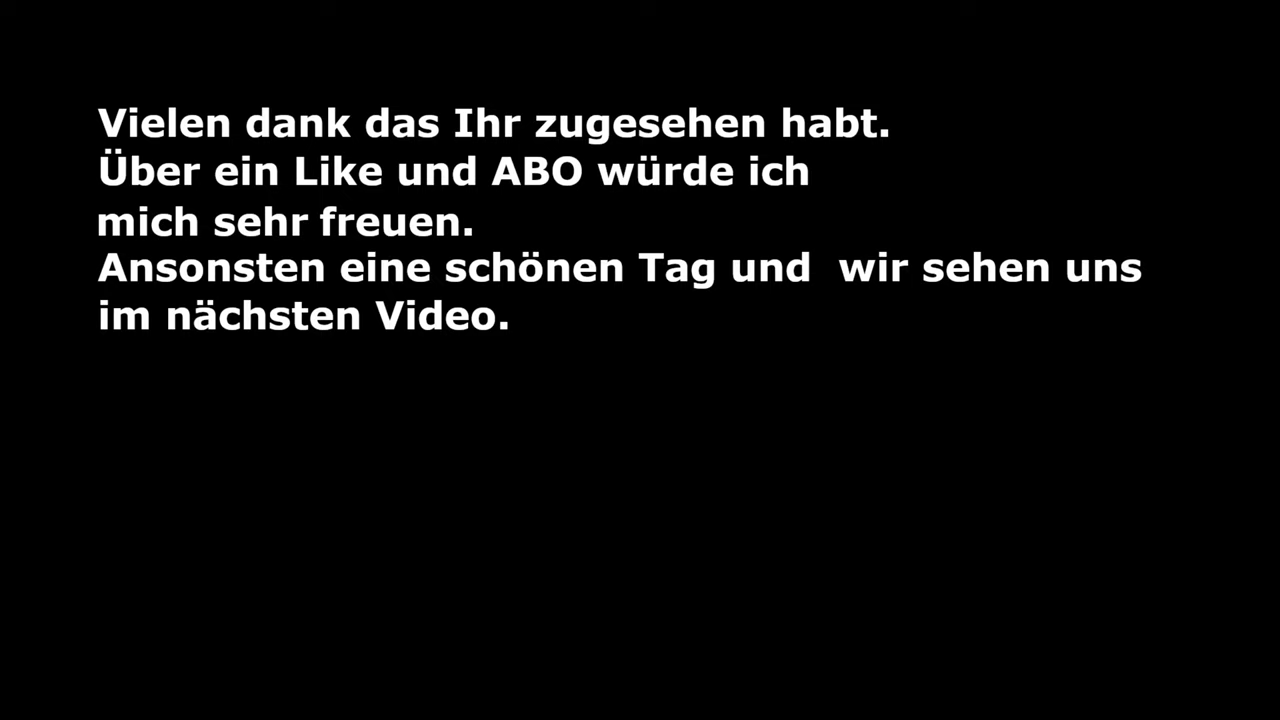 Vielen dank das Ihr zugesehen habt.
Über ein Like und ABO würde ich
mich sehr freuen.
Ansonsten eine schönen Tag und  wir sehen uns
im nächsten Video.